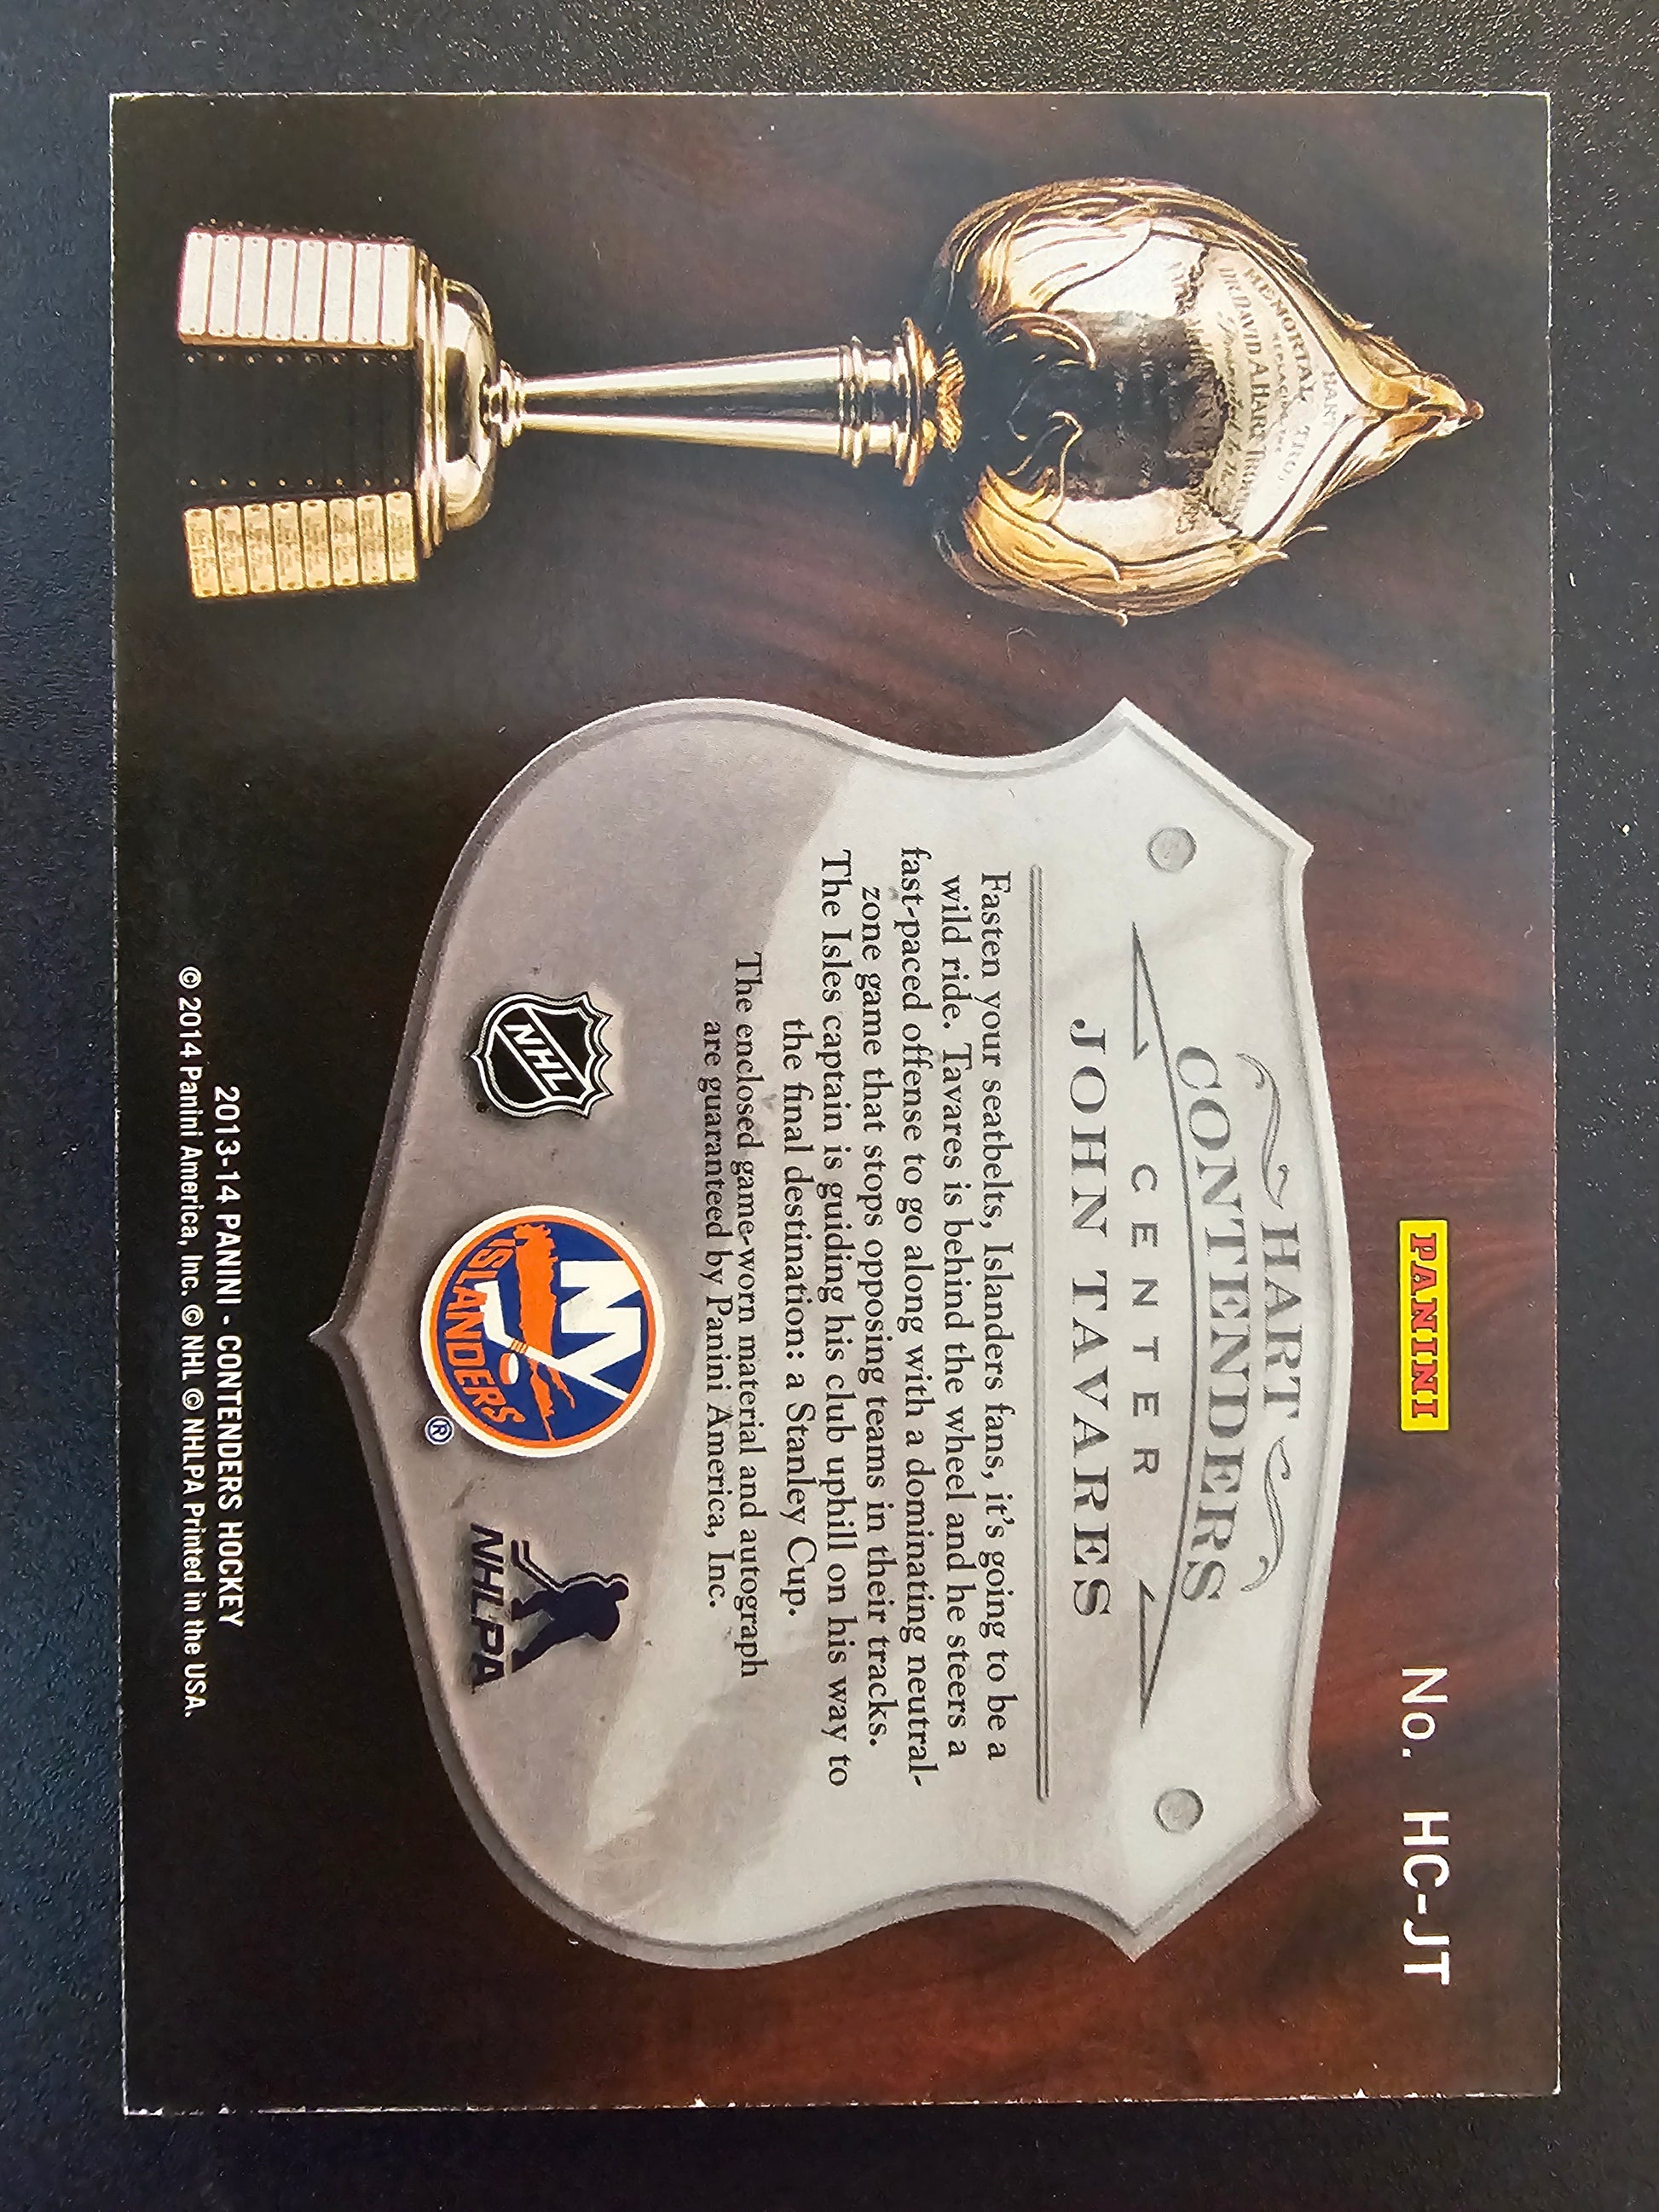 PANINI
No. HC-JT
HART
CONTENDERS
CENTER
JOHN TAVARES
Fasten your seatbelts, Islanders fans, it's going to be a
wild ride. Tavares is behind the wheel and he steers a
fast-paced offense to go along with a dominating neutral-
zone game that stops opposing teams in their tracks.
The Isles captain is guiding his club uphill on his way to
the final destination: a Stanley Cup.
The enclosed game-worn material and autograph
are guaranteed by Panini America, Inc.
NHL
NY
ISLANDERS
®
NHLPA
2013-14 PANINI - CONTENDERS HOCKEY
© 2014 Panini America, Inc. © NHL © NHLPA Printed in the USA.
HART
MEMORIAL
DR. DAVID A. HART